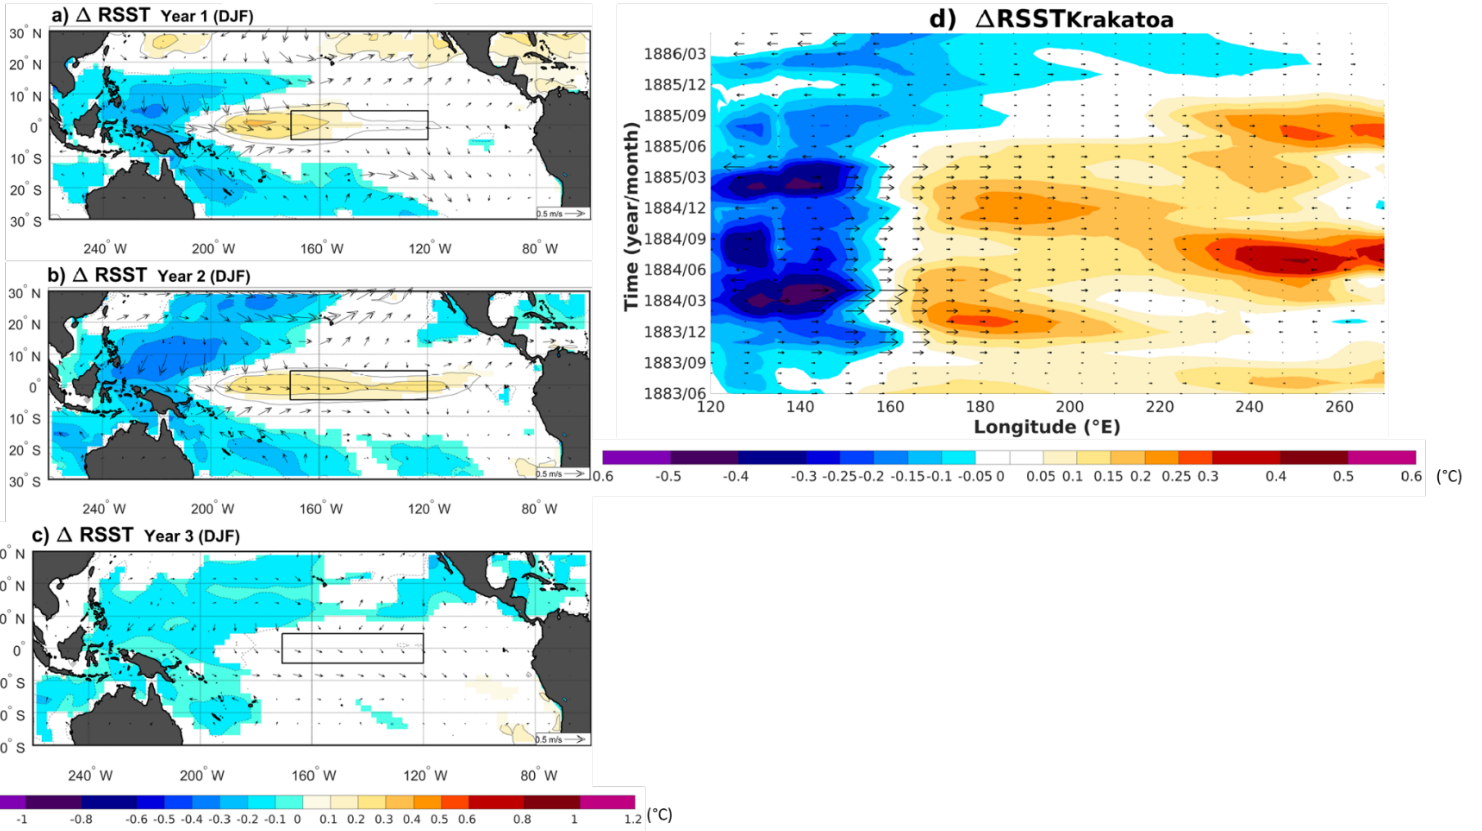 a) Δ RSST Year 1 (DJF)
30° N
20° N
10° N
0°
10° S
20° S
30° S
0.5 m/s
240° W 200° W 160° W 120° W 80° W
b) Δ RSST Year 2 (DJF)
30° N
20° N
10° N
0°
10° S
20° S
30° S
0.5 m/s
240° W 200° W 160° W 120° W 80° W
c) Δ RSST Year 3 (DJF)
0° N
0° N
0° N
0°
0° S
0° S
0° S
0.5 m/s
240° W 200° W 160° W 120° W 80° W
-1 -0.8 -0.6 -0.5 -0.4 -0.3 -0.2 -0.1 0 0.1 0.2 0.3 0.4 0.5 0.6 0.8 1 1.2 (°C)
d) ΔRSSTKrakatoa
Time (year/month)
1886/03
1885/12
1885/09
1885/06
1885/03
1884/12
1884/09
1884/06
1884/03
1883/12
1883/09
1883/06
120 140 160 180 200 220 240 260
Longitude (°E)
0.6 -0.5 -0.4 -0.3 -0.25 -0.2 -0.15 -0.1 -0.05 0 0.05 0.1 0.15 0.2 0.25 0.3 0.4 0.5 0.6 (°C)